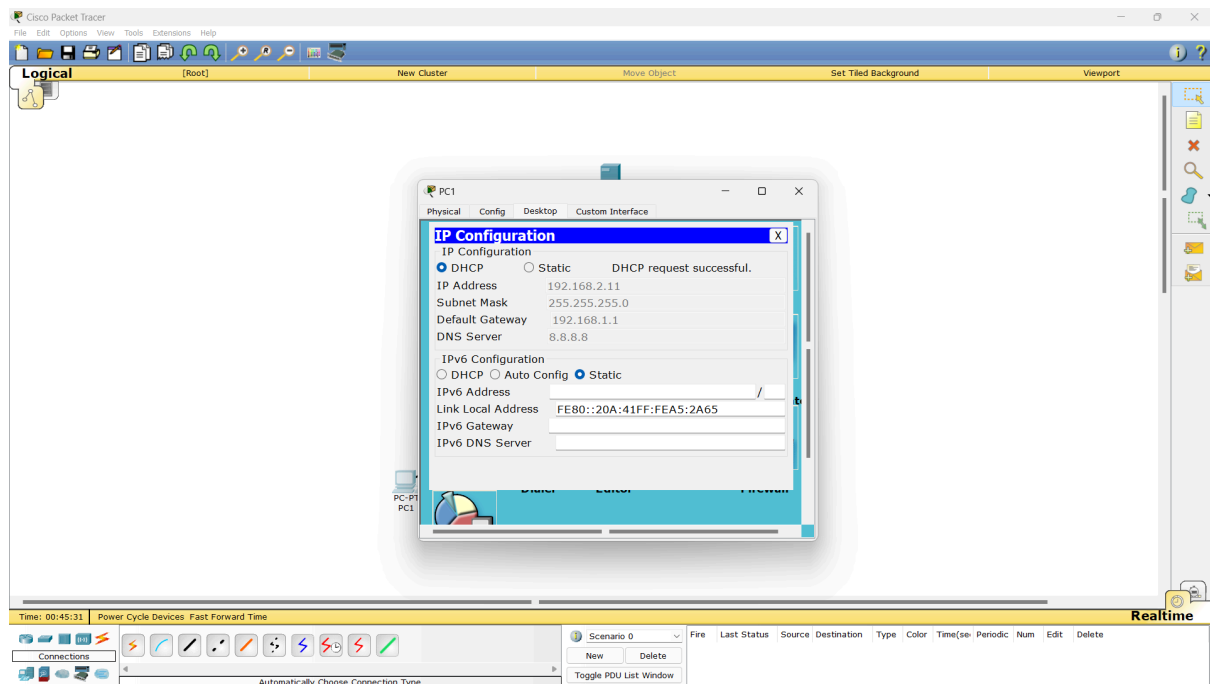 Cisco Packet Tracer
File Edit Options View Tools Extensions Help
Logical [Root] New Cluster Move Object Set Tiled Background Viewport
PC1
Physical Config Desktop Custom Interface
IP Configuration X
IP Configuration
DHCP Static DHCP request successful.
IP Address 192.168.2.11
Subnet Mask 255.255.255.0
Default Gateway 192.168.1.1
DNS Server 8.8.8.8
IPv6 Configuration
DHCP Auto Config Static
IPv6 Address /
Link Local Address FE80::20A:41FF:FEA5:2A65
IPv6 Gateway
IPv6 DNS Server
PC-PT
PC1
Time: 00:45:31 Power Cycle Devices Fast Forward Time Realtime
Connections
Automatically Choose Connection Type
Scenario 0
New Delete
Toggle PDU List Window
Fire Last Status Source Destination Type Color Time(se Periodic Num Edit Delete